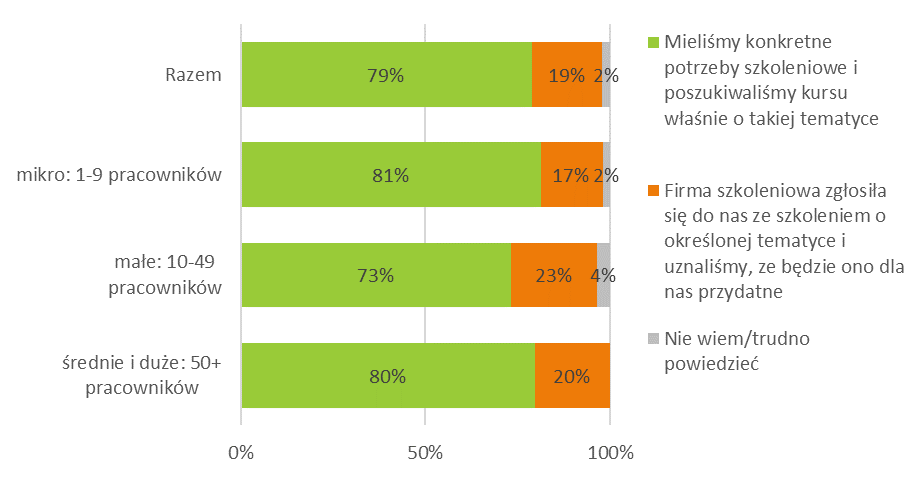 Razem
79%
19%
2%
mikro: 1-9 pracowników
81%
17%
2%
małe: 10-49
pracowników
73%
23%
4%
średnie i duże: 50+
pracowników
80%
20%
0%
50%
100%
Mieliśmy konkretne
potrzeby szkoleniowe i
poszukiwaliśmy kursu
właśnie o takiej tematyce
Firma szkoleniowa zgłosiła
się do nas ze szkoleniem o
określonej tematyce i
uznaliśmy, ze będzie ono dla
nas przydatne
Nie wiem/trudno
powiedzieć